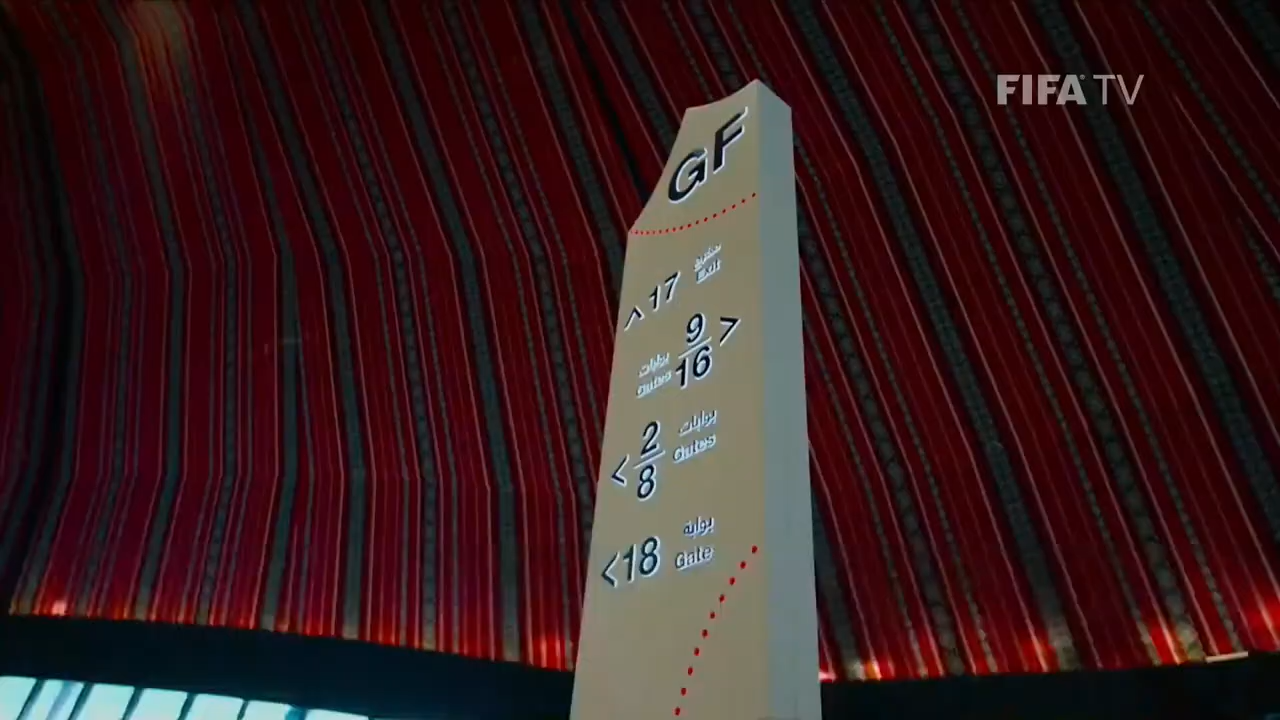 FIFA TV
GF
مخرج
^ 17 Exit
9
بوابات
Gates 16 >
2 بوابات
< 8 Gates
بوابة
< 18 Gate